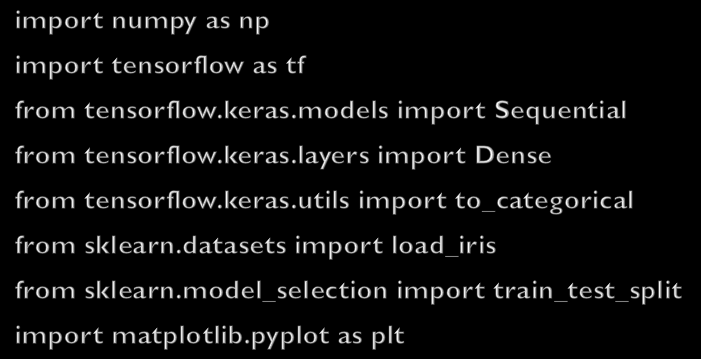 import numpy as np
import tensorflow as tf
from tensorflow.keras.models import Sequential
from tensorflow.keras.layers import Dense
from tensorflow.keras.utils import to_categorical
from sklearn.datasets import load_iris
from sklearn.model_selection import train_test_split
import matplotlib.pyplot as plt